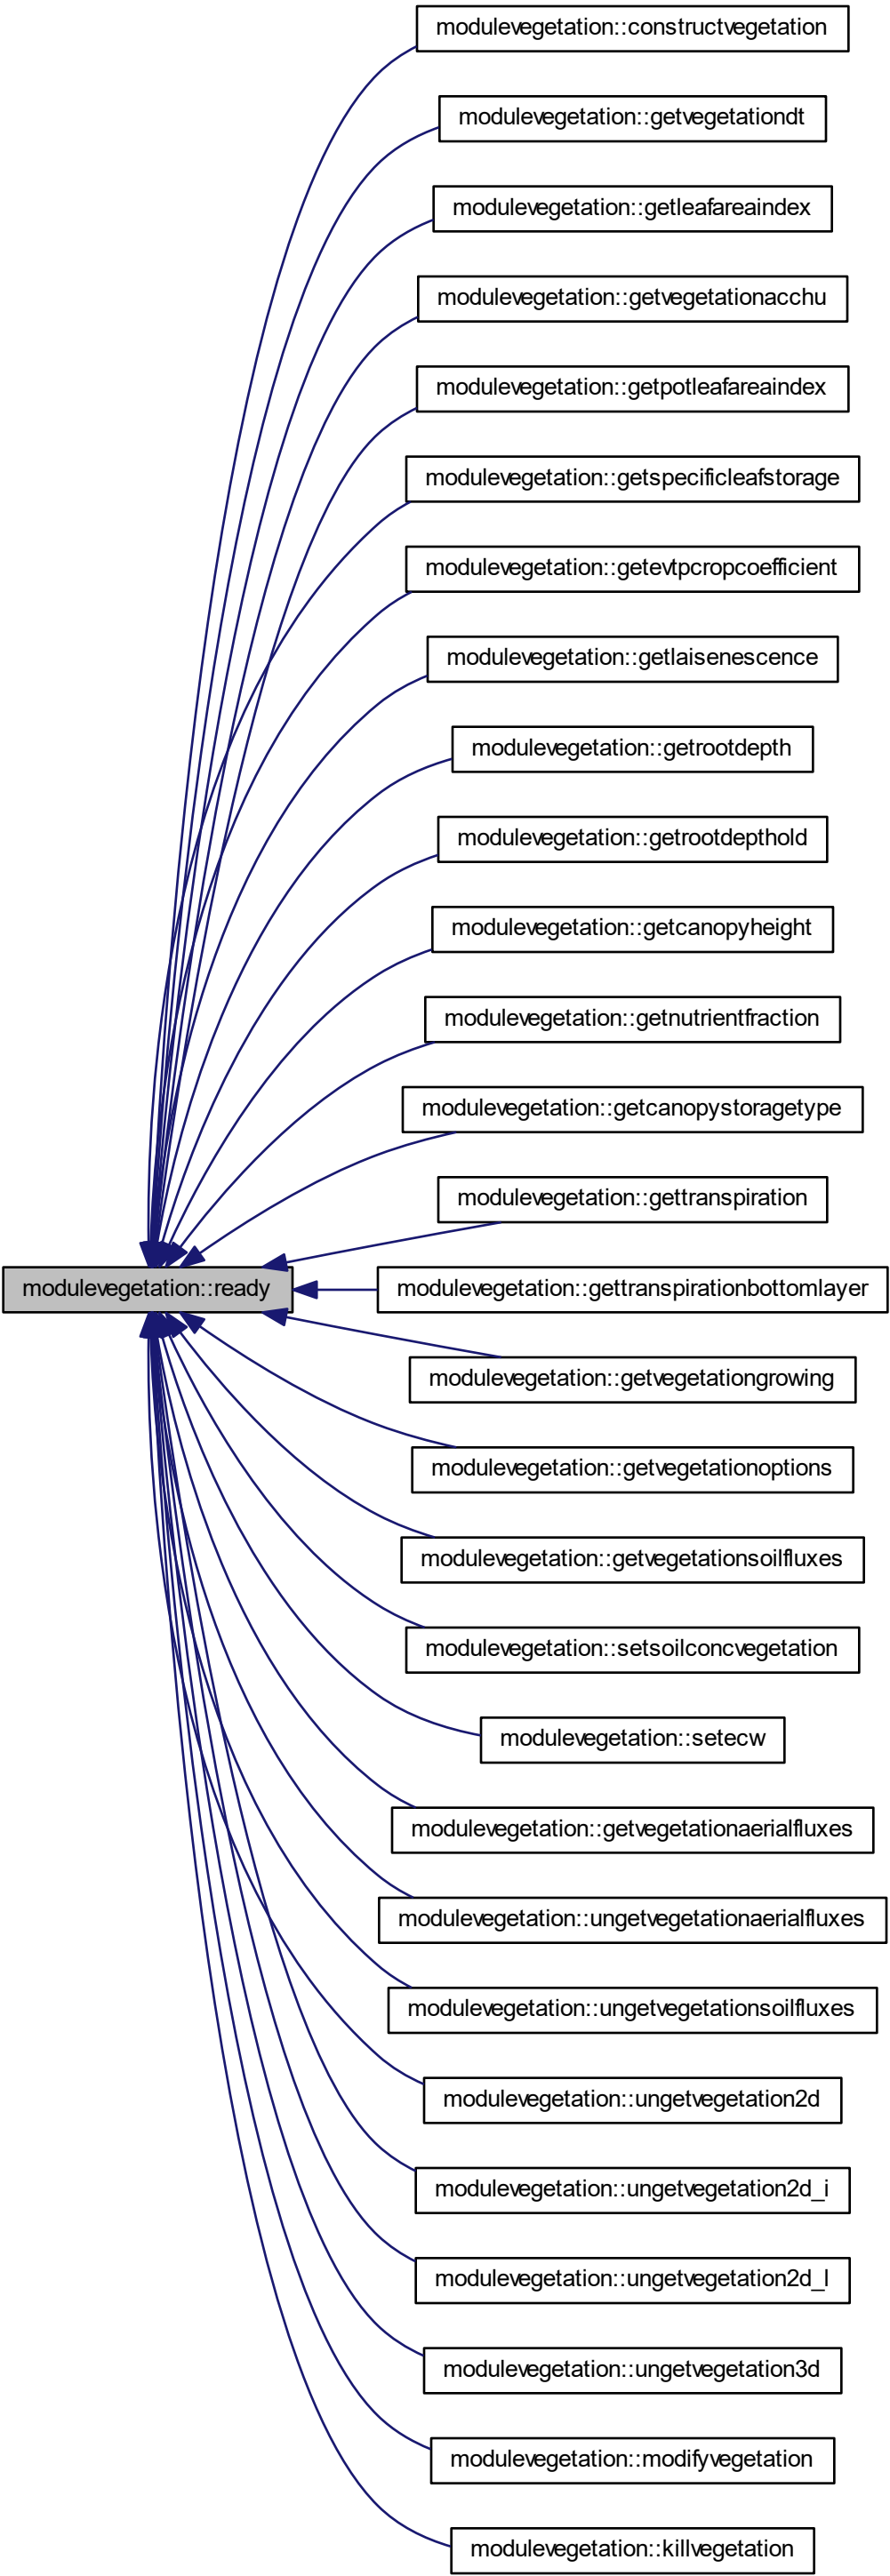 modulevegetation::constructvegetation
modulevegetation::getvegetationdt
modulevegetation::getleafareaindex
modulevegetation::getvegetationacchu
modulevegetation::getpotleafareaindex
modulevegetation::getspecificleafstorage
modulevegetation::getevtpcropcoefficient
modulevegetation::getlaisenescence
modulevegetation::getrootdepth
modulevegetation::getrootdepthold
modulevegetation::getcanopyheight
modulevegetation::getnutrientfraction
modulevegetation::getcanopystoragetype
modulevegetation::gettranspiration
modulevegetation::ready
modulevegetation::gettranspirationbottomlayer
modulevegetation::getvegetationgrowing
modulevegetation::getvegetationoptions
modulevegetation::getvegetationsoilfluxes
modulevegetation::setsoilconcvegetation
modulevegetation::setecw
modulevegetation::getvegetationaerialfluxes
modulevegetation::ungetvegetationaerialfluxes
modulevegetation::ungetvegetationsoilfluxes
modulevegetation::ungetvegetation2d
modulevegetation::ungetvegetation2d_i
modulevegetation::ungetvegetation2d_l
modulevegetation::ungetvegetation3d
modulevegetation::modifyvegetation
modulevegetation::killvegetation